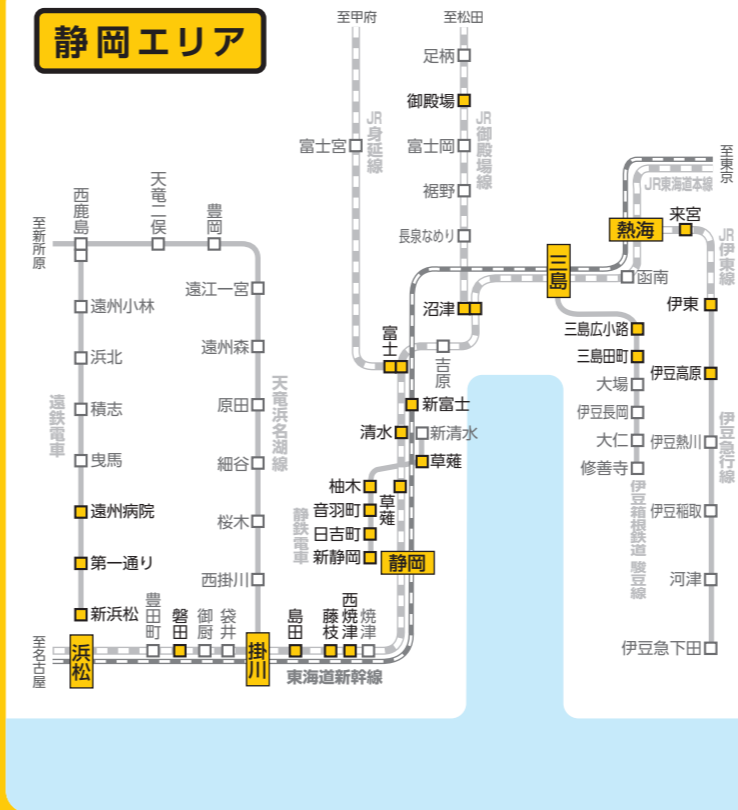 静岡エリア
至甲府
至松田
足柄
御殿場
JR身延線
JR御殿場線
富士宮
富士岡
裾野
長泉なめり
至東京
JR東海道本線
来宮
熱海
JR伊東線
三島
函南
沼津
伊東
三島広小路
三島田町
伊豆高原
大場
伊豆長岡
大仁
伊豆熱川
修善寺
伊豆急行線
伊豆箱根鉄道 駿豆線
伊豆稲取
河津
伊豆急下田
西鹿島
天竜二俣
豊岡
至新所原
遠江一宮
遠州小林
遠州森
浜北
遠鉄電車
積志
原田
天竜浜名湖線
曳馬
細谷
遠州病院
桜木
第一通り
西掛川
新浜松
富士
吉原
新富士
清水
新清水
草薙
柚木
草薙
音羽町
静鉄電車
日吉町
新静岡
静岡
至名古屋
浜松
豊田町
磐田
御厨
袋井
掛川
島田
藤枝
西焼津
焼津
東海道新幹線